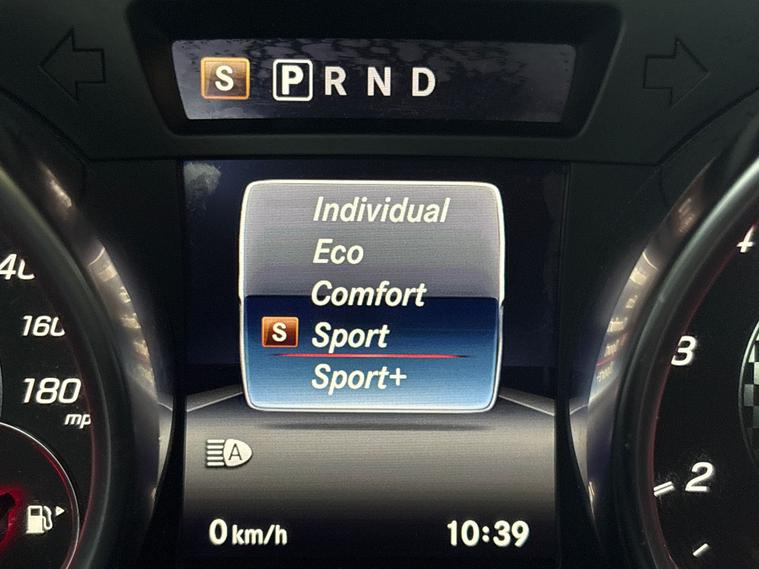 S P R N D
Individual
Eco
Comfort
S Sport
Sport+
A
0 km/h 10:39
160
180
3
2